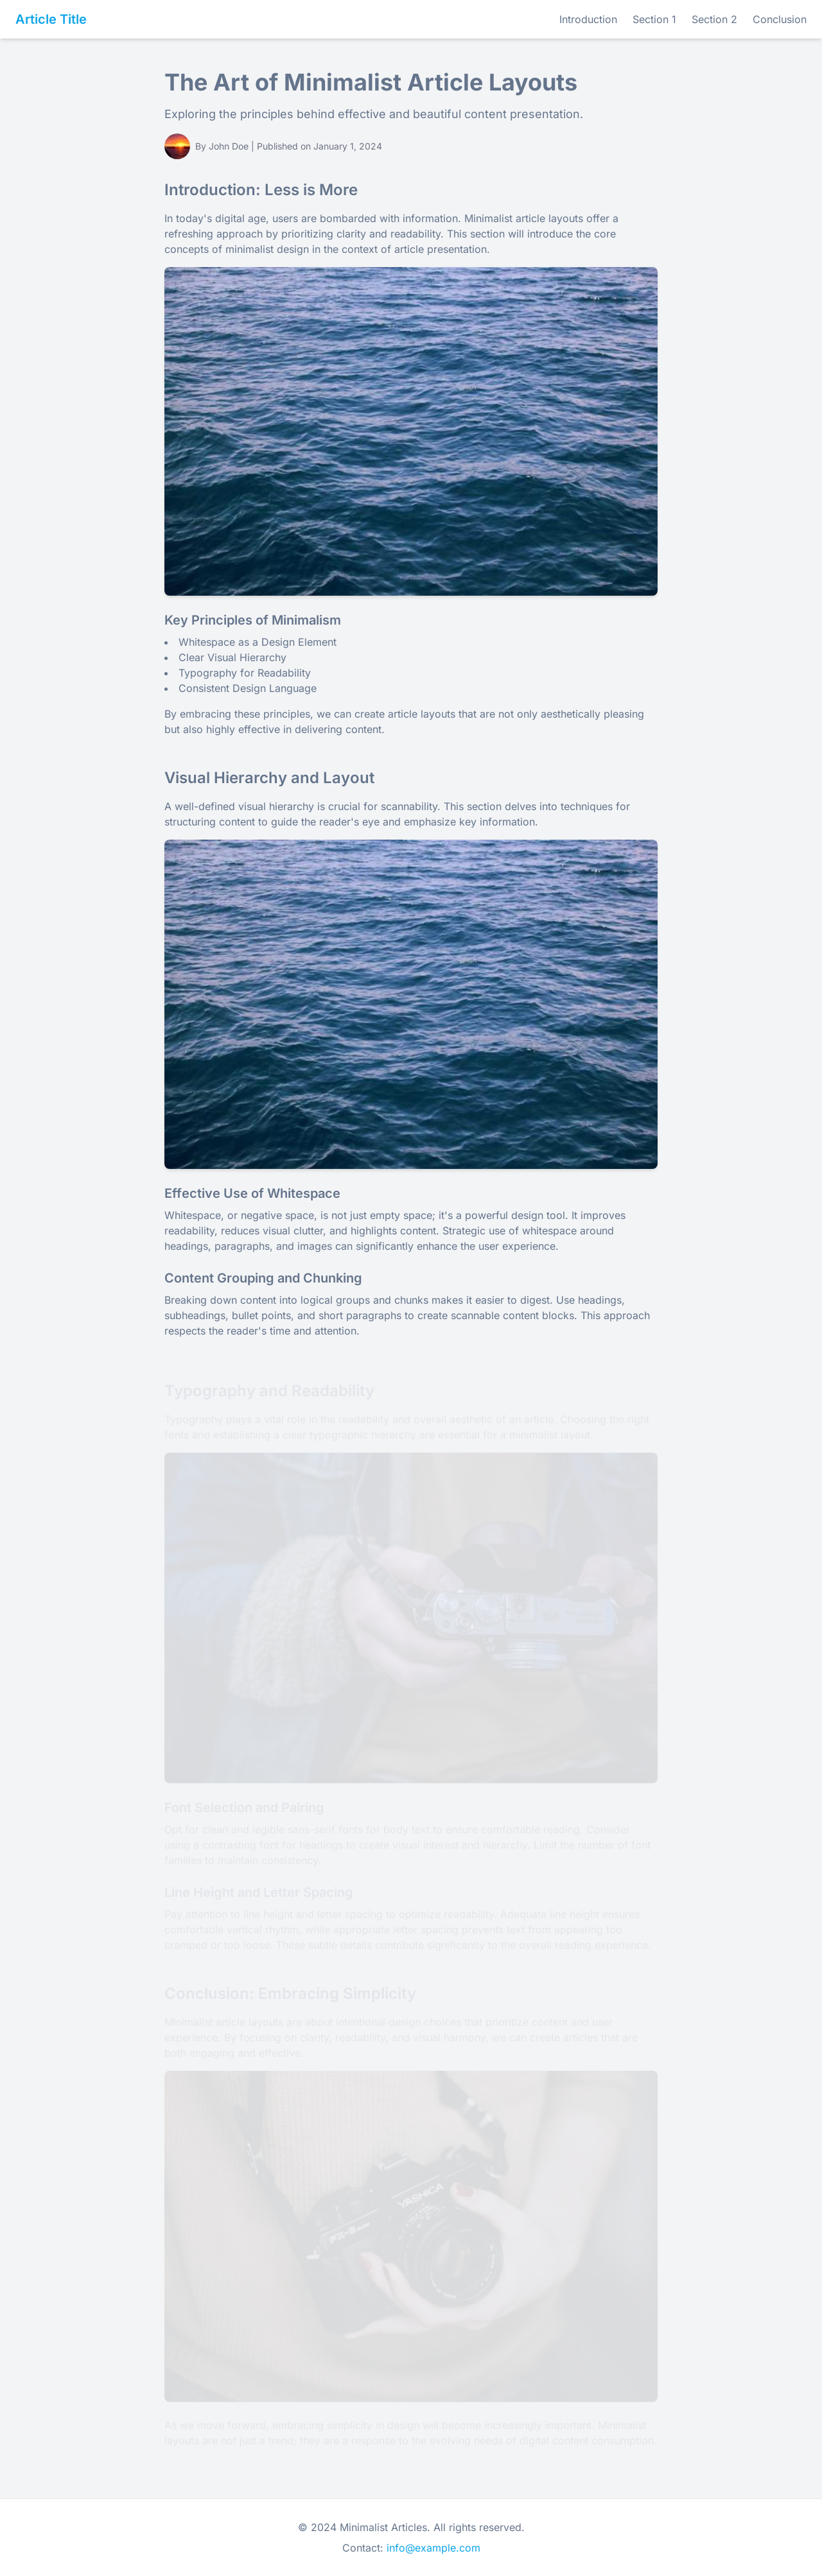 Article Title
Introduction
Section 1
Section 2
Conclusion
The Art of Minimalist Article Layouts
Exploring the principles behind effective and beautiful content presentation.
By John Doe | Published on January 1, 2024
Introduction: Less is More
In today's digital age, users are bombarded with information. Minimalist article layouts offer a
refreshing approach by prioritizing clarity and readability. This section will introduce the core
concepts of minimalist design in the context of article presentation.
Key Principles of Minimalism
• Whitespace as a Design Element
• Clear Visual Hierarchy
• Typography for Readability
• Consistent Design Language
By embracing these principles, we can create article layouts that are not only aesthetically pleasing
but also highly effective in delivering content.
Visual Hierarchy and Layout
A well-defined visual hierarchy is crucial for scannability. This section delves into techniques for
structuring content to guide the reader's eye and emphasize key information.
Effective Use of Whitespace
Whitespace, or negative space, is not just empty space; it's a powerful design tool. It improves
readability, reduces visual clutter, and highlights content. Strategic use of whitespace around
headings, paragraphs, and images can significantly enhance the user experience.
Content Grouping and Chunking
Breaking down content into logical groups and chunks makes it easier to digest. Use headings,
subheadings, bullet points, and short paragraphs to create scannable content blocks. This approach
respects the reader's time and attention.
Typography and Readability
Typography plays a vital role in the readability and overall aesthetic of an article. Choosing the right
fonts and establishing a clear typographic hierarchy are essential for a minimalist layout.
Font Selection and Pairing
Opt for clean and legible sans-serif fonts for body text to ensure comfortable reading. Consider
using a contrasting font for headings to create visual interest and hierarchy. Limit the number of font
families to maintain consistency.
Line Height and Letter Spacing
Pay attention to line height and letter spacing to optimize readability. Adequate line height ensures
comfortable vertical rhythm, while appropriate letter spacing prevents text from appearing too
cramped or too loose. These subtle details contribute significantly to the overall reading experience.
Conclusion: Embracing Simplicity
Minimalist article layouts are about intentional design choices that prioritize content and user
experience. By focusing on clarity, readability, and visual harmony, we can create articles that are
both engaging and effective.
YASHICA
As we move forward, embracing simplicity in design will become increasingly important. Minimalist
layouts are not just a trend; they are a response to the evolving needs of digital content consumption.
© 2024 Minimalist Articles. All rights reserved.
Contact: info@example.com